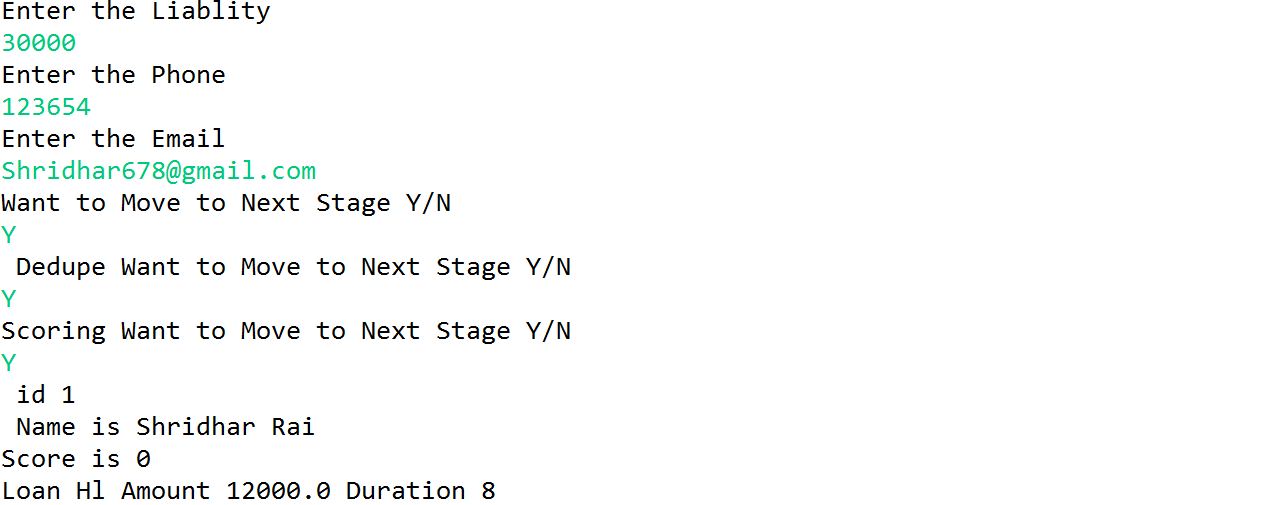 Enter the Liablity
30000
Enter the Phone
123654
Enter the Email
Shridhar678@gmail.com
Want to Move to Next Stage Y/N
Y
Dedupe Want to Move to Next Stage Y/N
Y
Scoring Want to Move to Next Stage Y/N
Y
id 1
Name is Shridhar Rai
Score is 0
Loan Hl Amount 12000.0 Duration 8